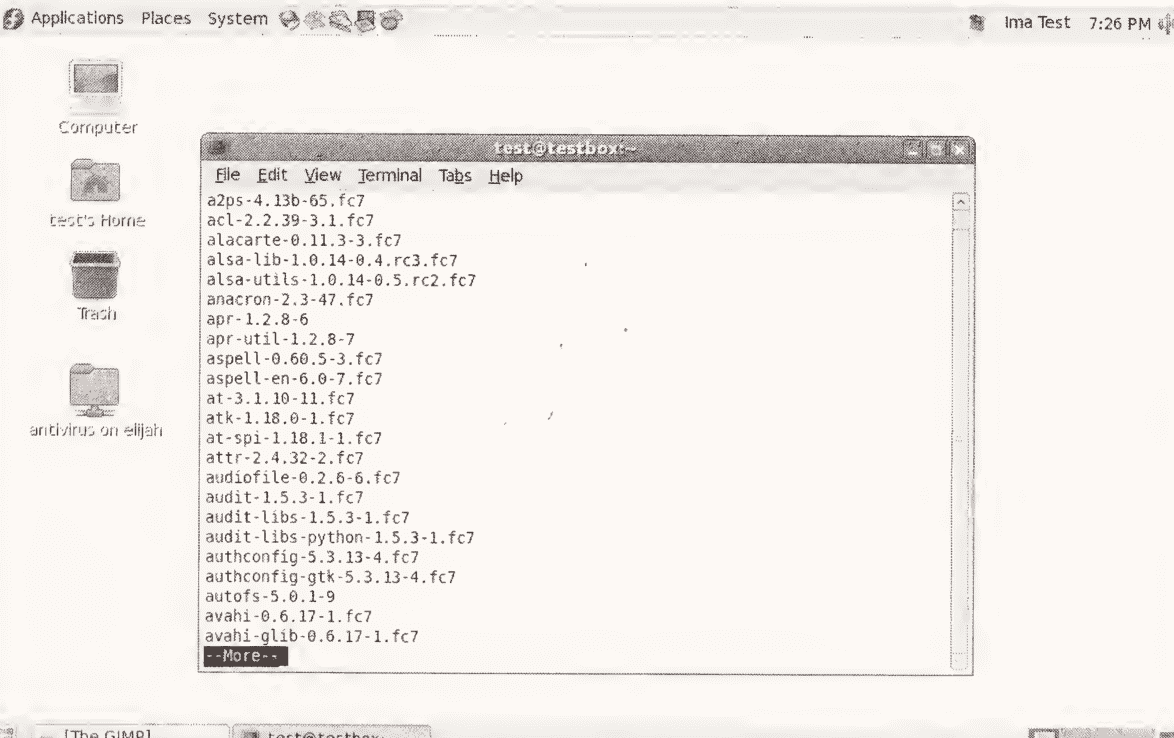 Applications Places System Ima Test 7:26 PM
Computer
test's Home
Trash
antivirus on elijah
test@testbox:~
File Edit View Terminal Tabs Help
a2ps-4.13b-65.fc7
acl-2.2.39-3.1.fc7
alacarte-0.11.3-3.fc7
alsa-lib-1.0.14-0.4.rc3.fc7
alsa-utils-1.0.14-0.5.rc2.fc7
anacron-2.3-47.fc7
apr-1.2.8-6
apr-util-1.2.8-7
aspell-0.60.5-3.fc7
aspell-en-6.0-7.fc7
at-3.1.10-11.fc7
atk-1.18.0-1.fc7
at-spi-1.18.1-1.fc7
attr-2.4.32-2.fc7
audiofile-0.2.6-6.fc7
audit-1.5.3-1.fc7
audit-libs-1.5.3-1.fc7
audit-libs-python-1.5.3-1.fc7
authconfig-5.3.13-4.fc7
authconfig-gtk-5.3.13-4.fc7
autofs-5.0.1-9
avahi-0.6.17-1.fc7
avahi-glib-0.6.17-1.fc7
--More--
[The GIMP] test@testbox:~